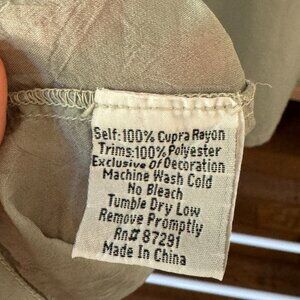 Self:100% Cupra Rayon
Trims:100% Polyester
Exclusive Of Decoration
Machine Wash Cold
No Bleach
Tumble Dry Low
Remove Promptly
Rn# 87291
Made In China